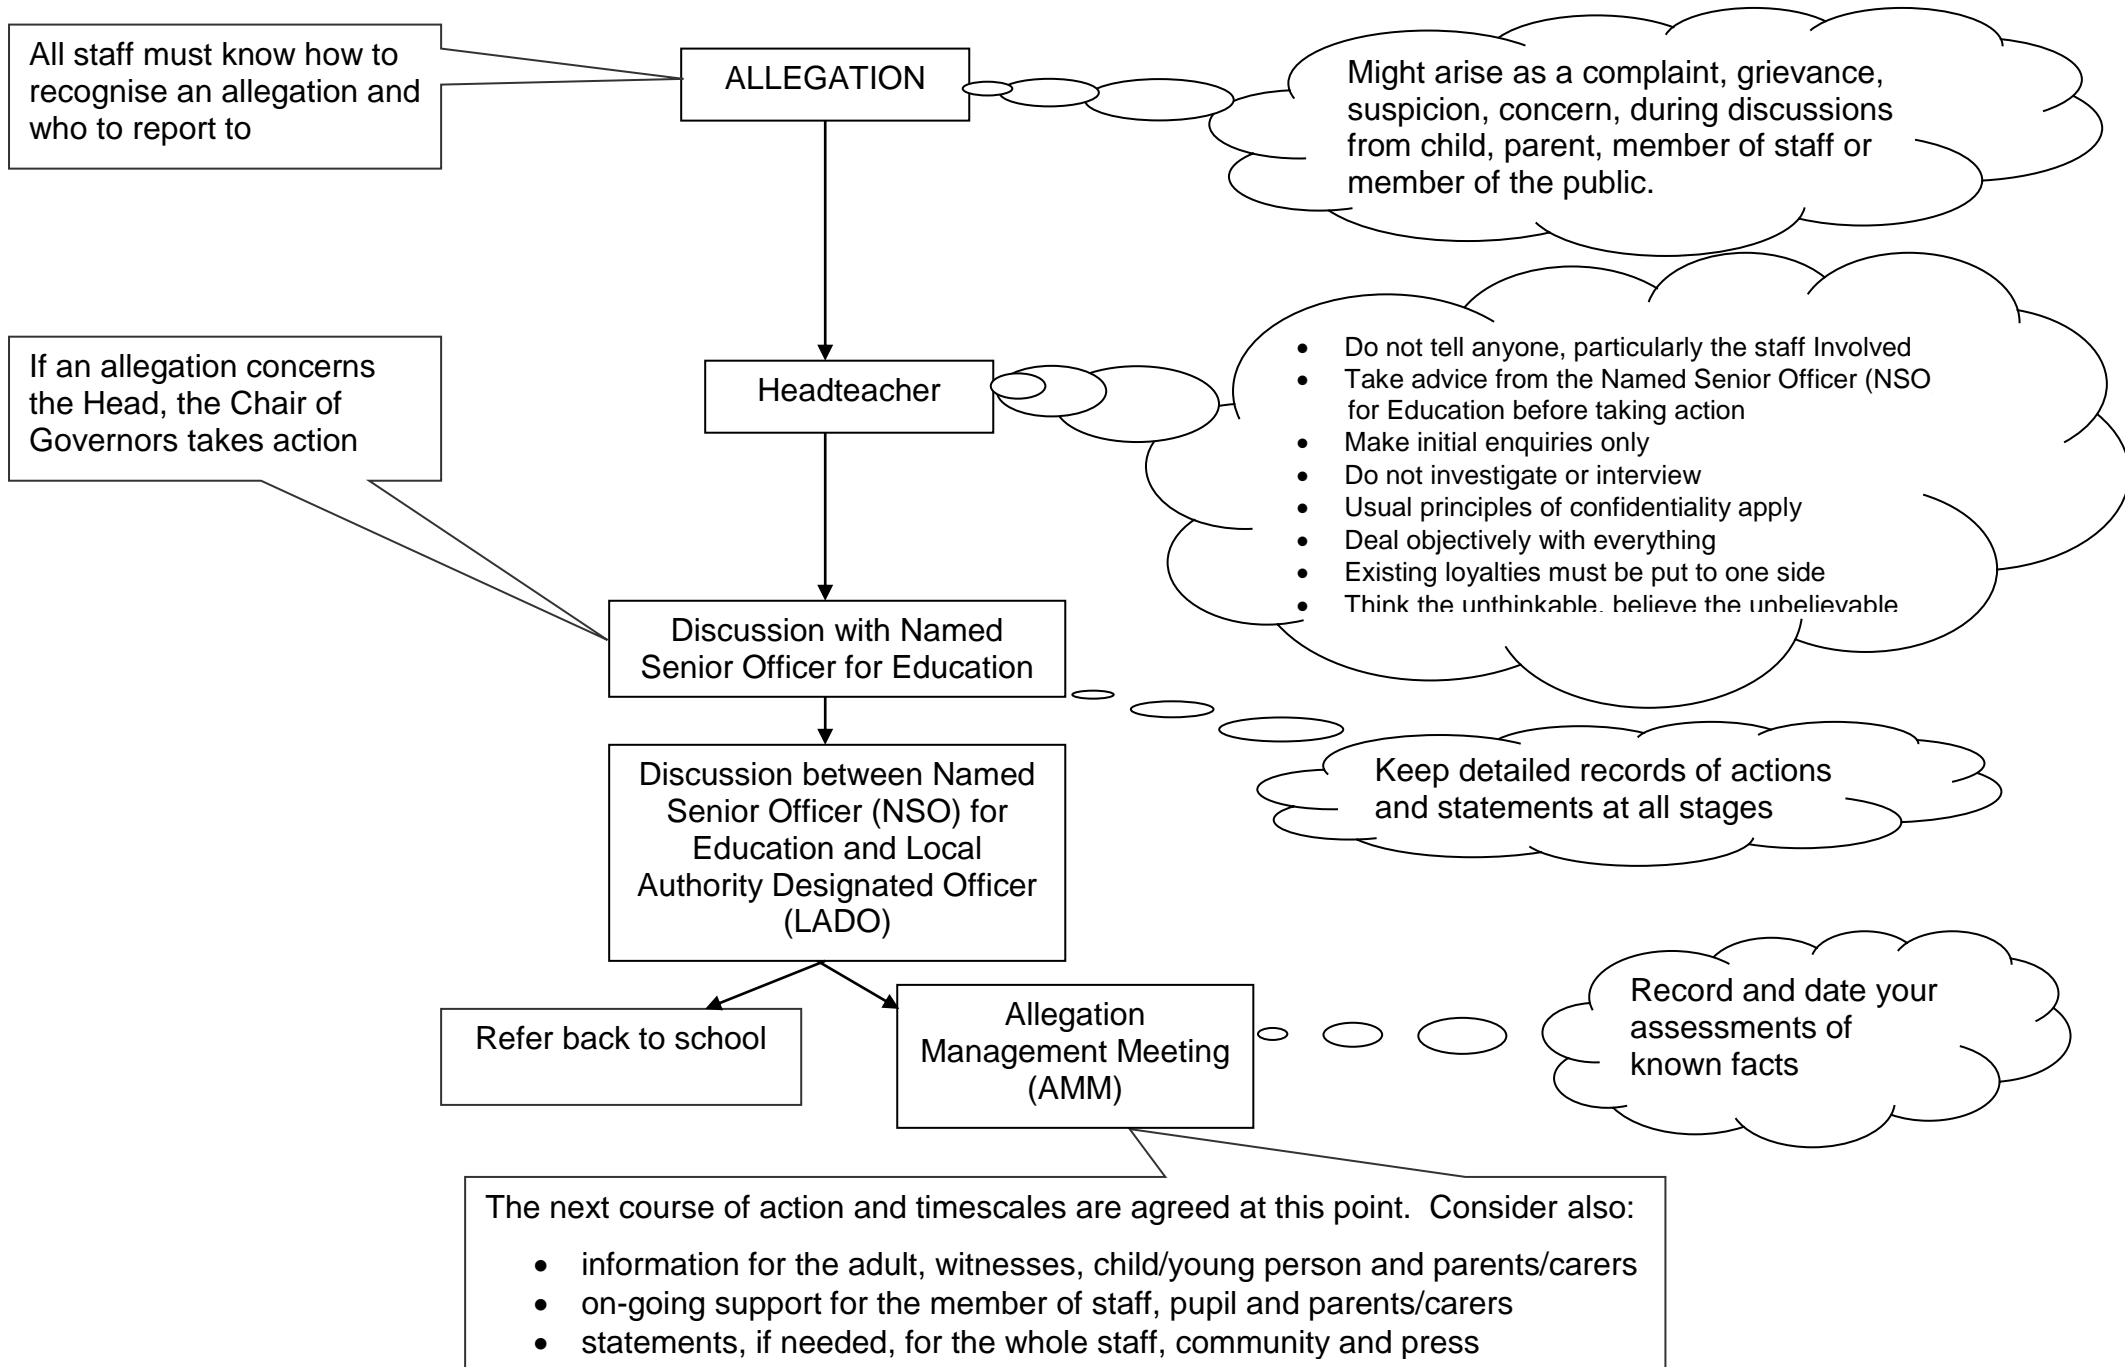 All staff must know how to
recognise an allegation and
who to report to
ALLEGATION
Might arise as a complaint, grievance,
suspicion, concern, during discussions
from child, parent, member of staff or
member of the public.
If an allegation concerns
the Head, the Chair of
Governors takes action
Headteacher
• Do not tell anyone, particularly the staff Involved
• Take advice from the Named Senior Officer (NSO
for Education before taking action
• Make initial enquiries only
• Do not investigate or interview
• Usual principles of confidentiality apply
• Deal objectively with everything
• Existing loyalties must be put to one side
• Think the unthinkable, believe the unbelievable
Discussion with Named
Senior Officer for Education
Keep detailed records of actions
and statements at all stages
Discussion between Named
Senior Officer (NSO) for
Education and Local
Authority Designated Officer
(LADO)
Refer back to school
Allegation
Management Meeting
(AMM)
Record and date your
assessments of
known facts
The next course of action and timescales are agreed at this point.  Consider also:
• information for the adult, witnesses, child/young person and parents/carers
• on-going support for the member of staff, pupil and parents/carers
• statements, if needed, for the whole staff, community and press